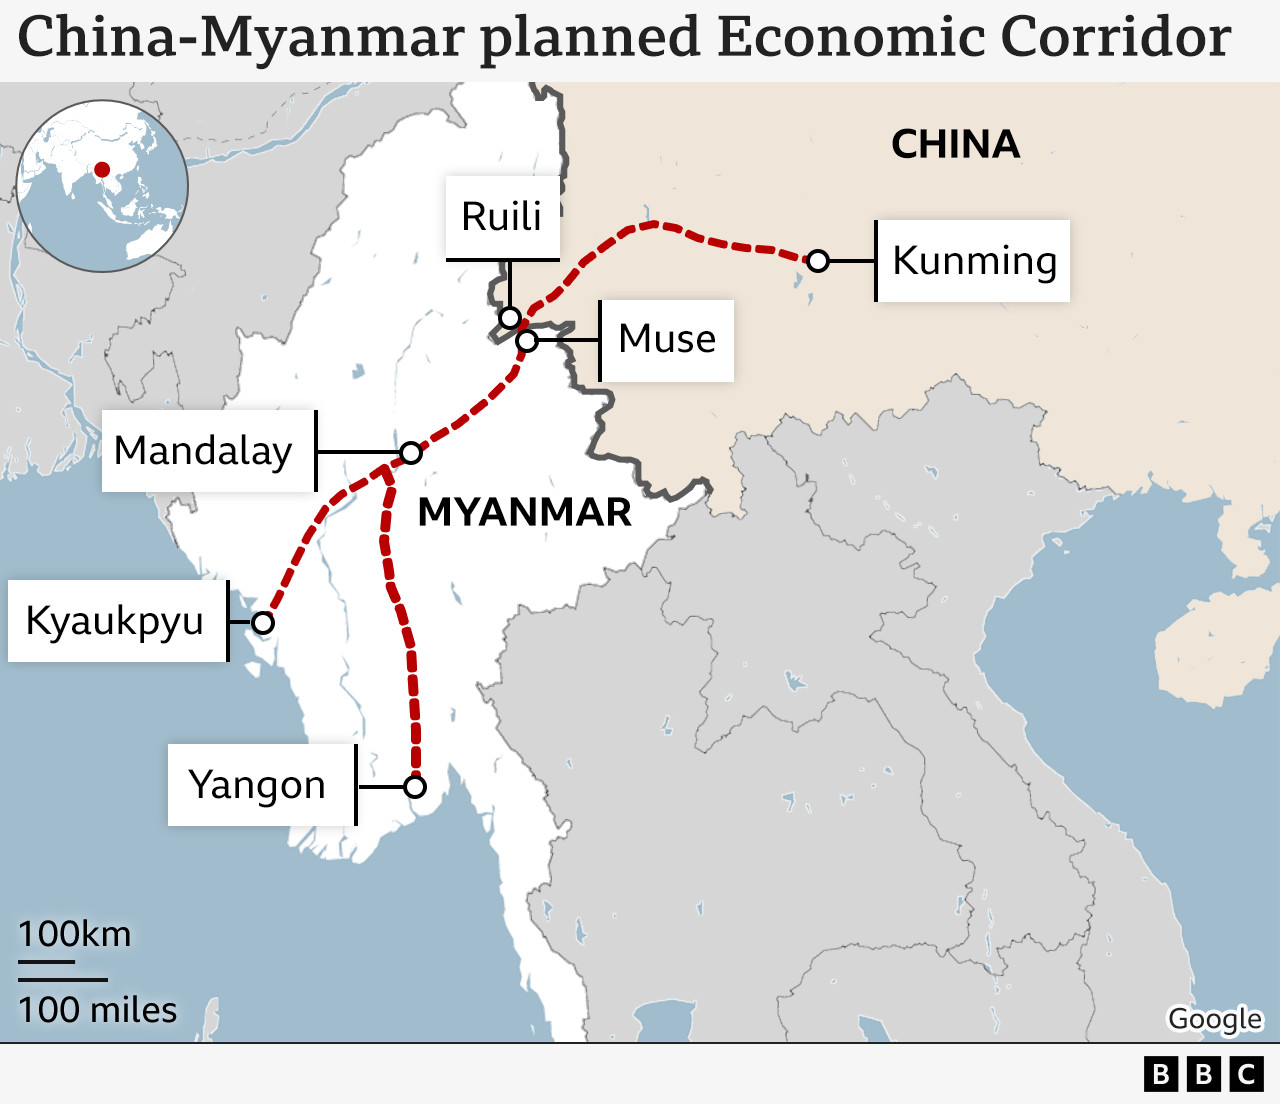 China-Myanmar planned Economic Corridor
CHINA
Ruili
Kunming
Muse
Mandalay
MYANMAR
Kyaukpyu
Yangon
100km
100 miles
Google
BBC